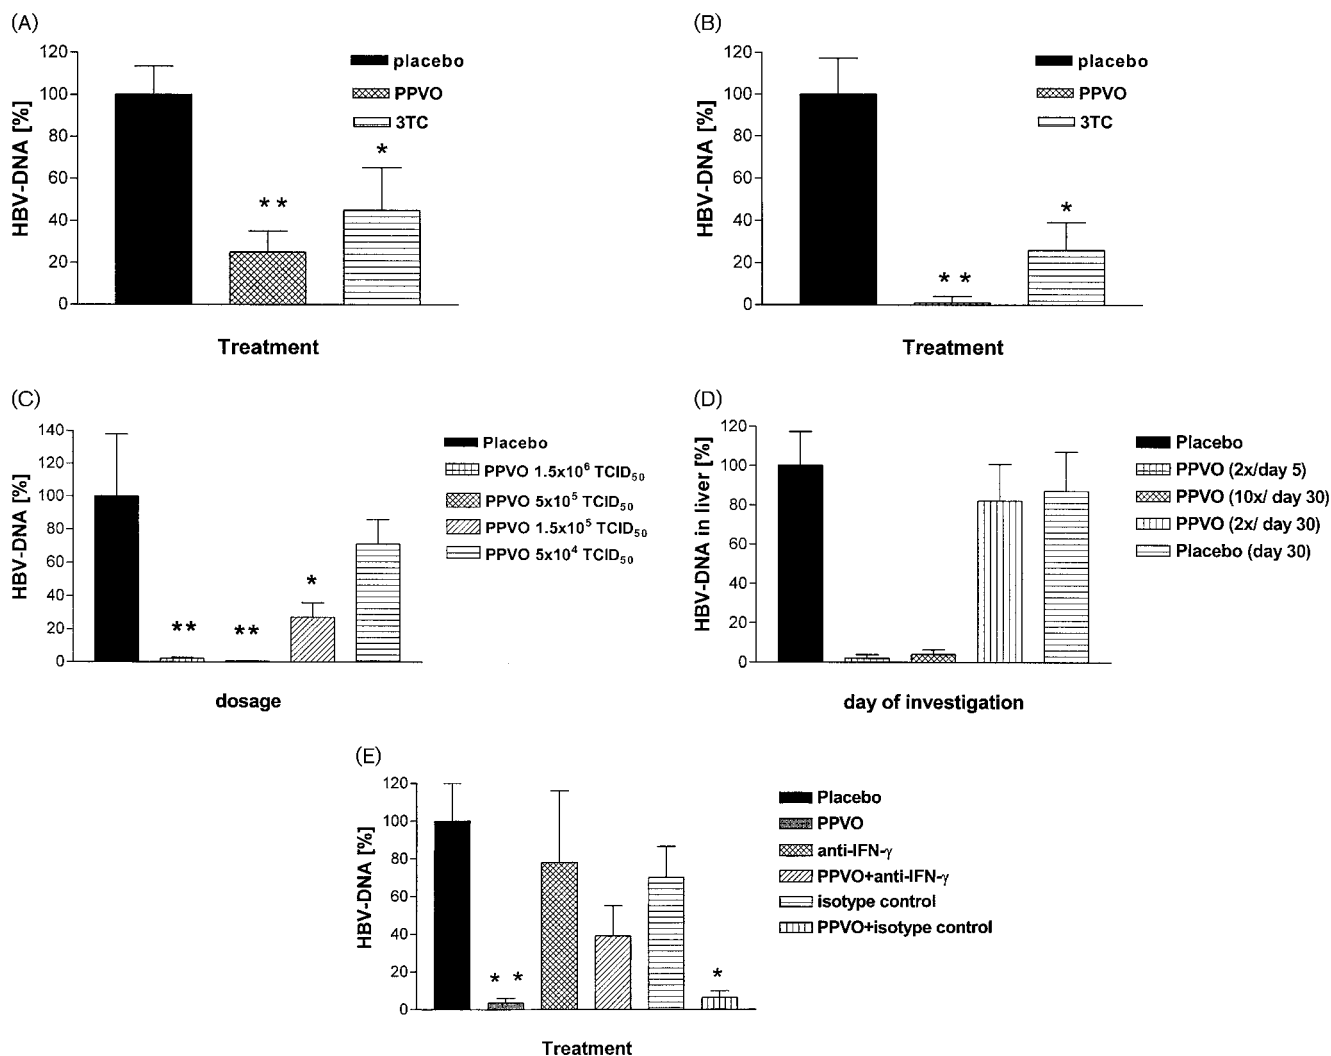 (A)
HBV-DNA [%]
120
100
80
60
40
20
0
placebo
PPVO
3TC
* *
*
Treatment
(B)
HBV-DNA [%]
120
100
80
60
40
20
0
placebo
PPVO
3TC
* *
*
Treatment
(C)
HBV-DNA [%]
140
120
100
80
60
40
20
0
Placebo
PPVO 1.5x10⁶ TCID₅₀
PPVO 5x10⁵ TCID₅₀
PPVO 1.5x10⁵ TCID₅₀
PPVO 5x10⁴ TCID₅₀
**
**
*
dosage
(D)
HBV-DNA in liver [%]
120
100
80
60
40
20
0
Placebo
PPVO (2x/day 5)
PPVO (10x/ day 30)
PPVO (2x/ day 30)
Placebo (day 30)
day of investigation
(E)
HBV-DNA [%]
120
100
80
60
40
20
0
Placebo
PPVO
anti-IFN-γ
PPVO+anti-IFN-γ
isotype control
PPVO+isotype control
* *
*
Treatment